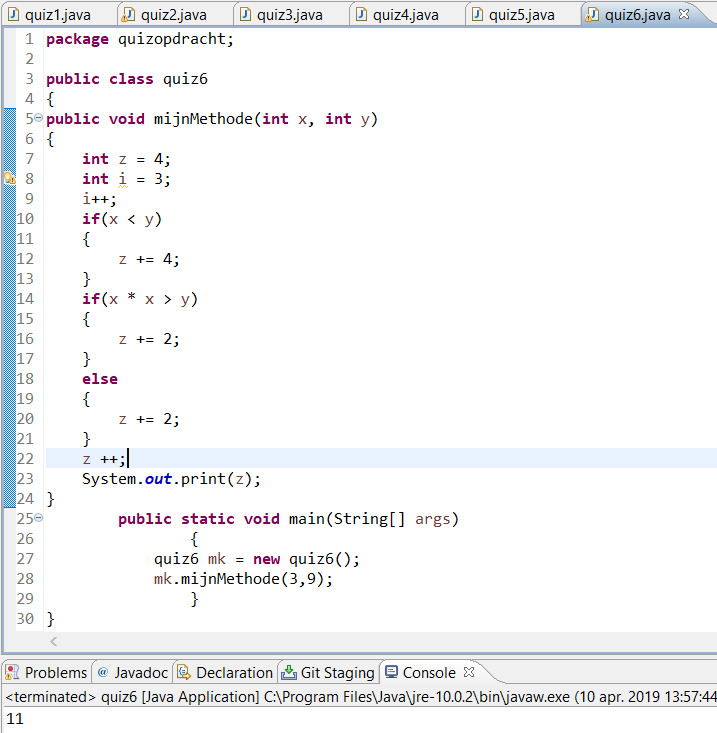 quiz1.java quiz2.java quiz3.java quiz4.java quiz5.java quiz6.java
1 package quizopdracht;
2
3 public class quiz6
4 {
5 public void mijnMethode(int x, int y)
6 {
7 int z = 4;
8 int i = 3;
9 i++;
10 if(x < y)
11 {
12 z += 4;
13 }
14 if(x * x > y)
15 {
16 z += 2;
17 }
18 else
19 {
20 z += 2;
21 }
22 z ++;
23 System.out.print(z);
24 }
25 public static void main(String[] args)
26 {
27 quiz6 mk = new quiz6();
28 mk.mijnMethode(3,9);
29 }
30 }
Problems @ Javadoc Declaration Git Staging Console
<terminated> quiz6 [Java Application] C:\Program Files\Java\jre-10.0.2\bin\javaw.exe (10 apr. 2019 13:57:44
11